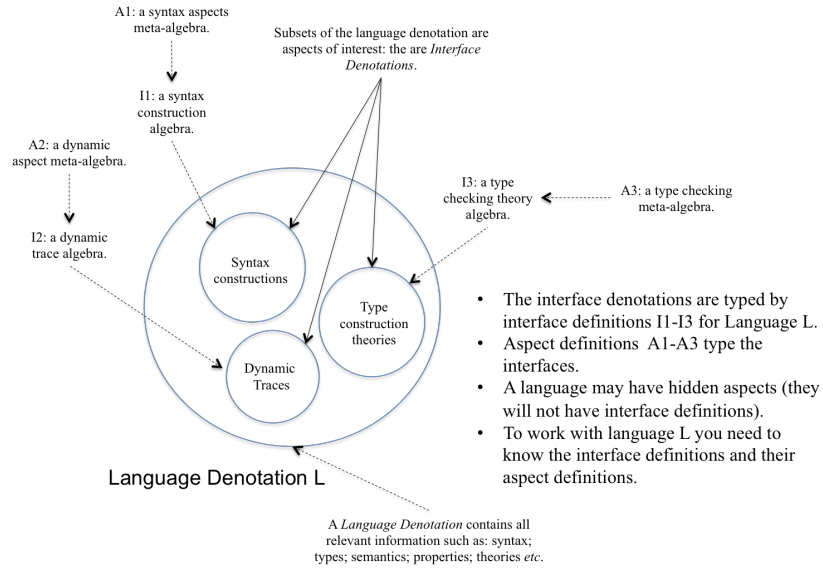 A1: a syntax aspects
meta-algebra.
Subsets of the language denotation are
aspects of interest: the are Interface
Denotations.
I1: a syntax
construction
algebra.
A2: a dynamic
aspect meta-algebra.
I3: a type
checking theory
algebra.
A3: a type checking
meta-algebra.
I2: a dynamic
trace algebra.
Syntax
constructions
Type
construction
theories
Dynamic
Traces
• The interface denotations are typed by
interface definitions I1-I3 for Language L.
• Aspect definitions A1-A3 type the
interfaces.
• A language may have hidden aspects (they
will not have interface definitions).
• To work with language L you need to
know the interface definitions and their
aspect definitions.
Language Denotation L
A Language Denotation contains all
relevant information such as: syntax;
types; semantics; properties; theories etc.